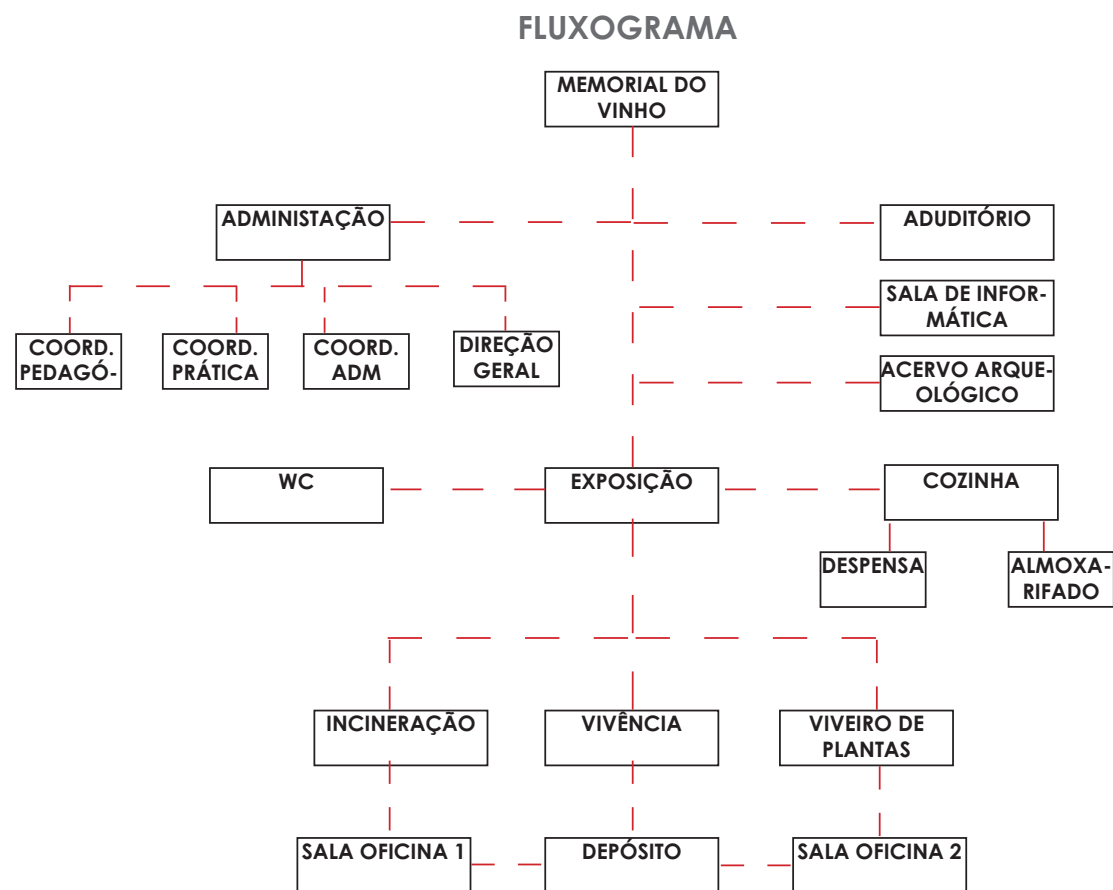 FLUXOGRAMA
MEMORIAL DO
VINHO
ADMINISTAÇÃO
ADUDITÓRIO
SALA DE INFOR-
MÁTICA
COORD.
PEDAGÓ-
COORD.
PRÁTICA
COORD.
ADM
DIREÇÃO
GERAL
ACERVO ARQUE-
OLÓGICO
WC
EXPOSIÇÃO
COZINHA
DESPENSA
ALMOXA-
RIFADO
INCINERAÇÃO
VIVÊNCIA
VIVEIRO DE
PLANTAS
SALA OFICINA 1
DEPÓSITO
SALA OFICINA 2